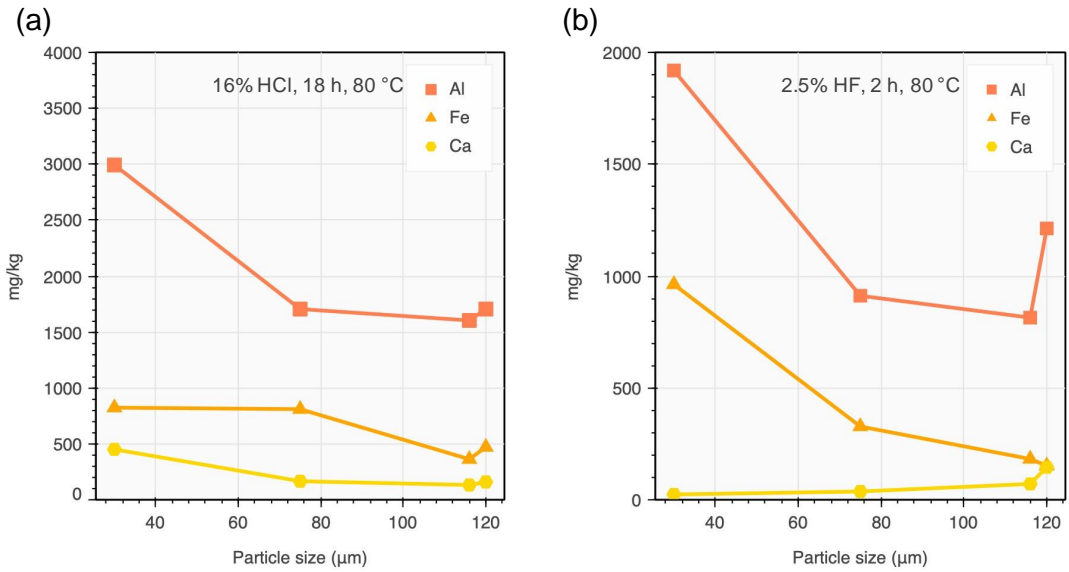 (a)
16% HCl, 18 h, 80 °C
Al
Fe
Ca
4000
3500
3000
2500
2000
1500
1000
500
0
mg/kg
40
60
80
100
120
Particle size (µm)
(b)
2.5% HF, 2 h, 80 °C
Al
Fe
Ca
2000
1500
1000
500
0
mg/kg
40
60
80
100
120
Particle size (µm)